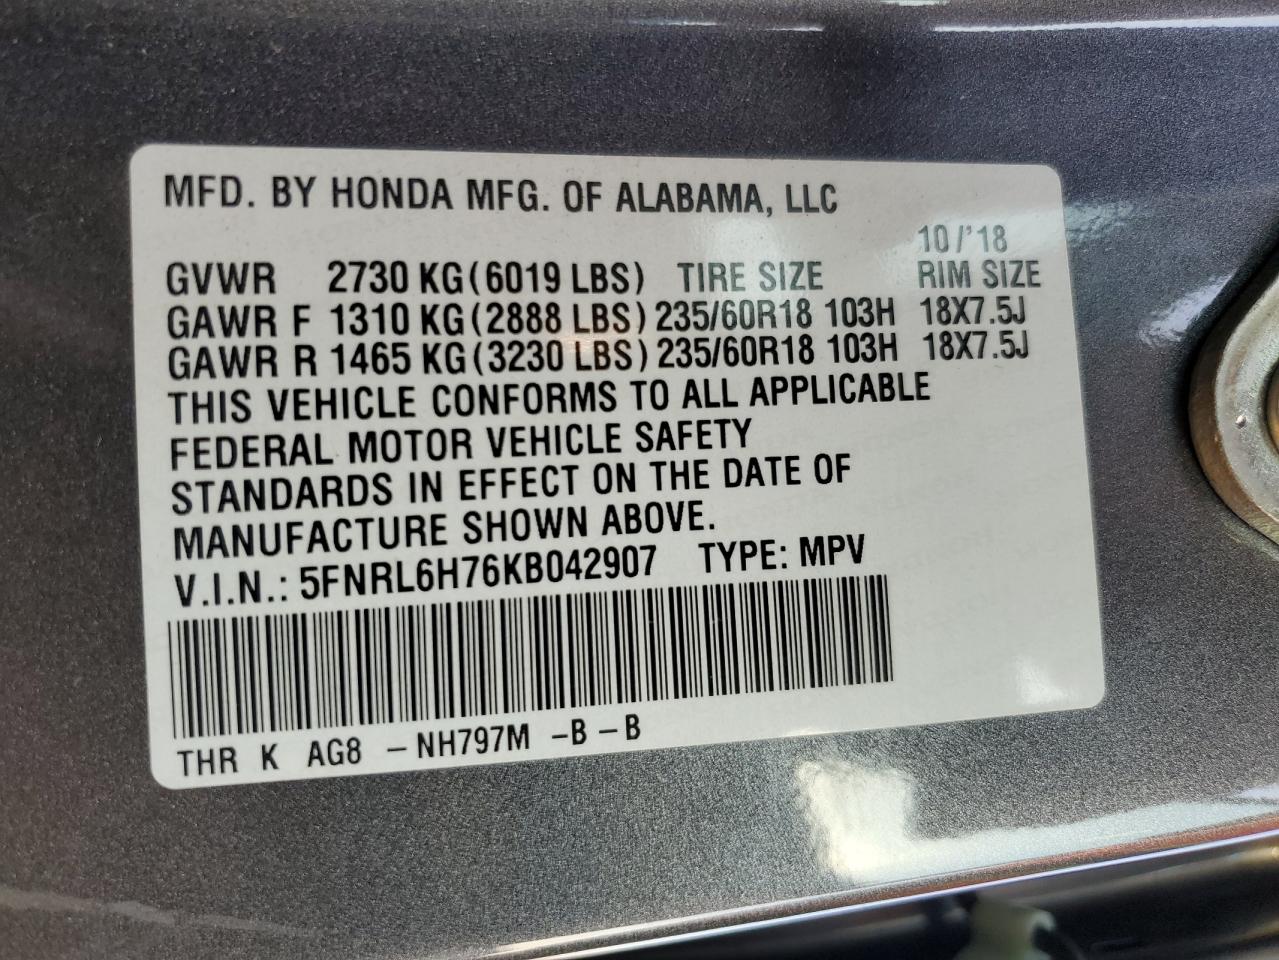 MFD. BY HONDA MFG. OF ALABAMA, LLC
10/'18
GVWR 2730 KG(6019 LBS) TIRE SIZE RIM SIZE
GAWR F 1310 KG(2888 LBS) 235/60R18 103H 18X7.5J
GAWR R 1465 KG(3230 LBS) 235/60R18 103H 18X7.5J
THIS VEHICLE CONFORMS TO ALL APPLICABLE
FEDERAL MOTOR VEHICLE SAFETY
STANDARDS IN EFFECT ON THE DATE OF
MANUFACTURE SHOWN ABOVE.
V.I.N.: 5FNRL6H76KB042907 TYPE: MPV
THR K AG8 -NH797M -B-B